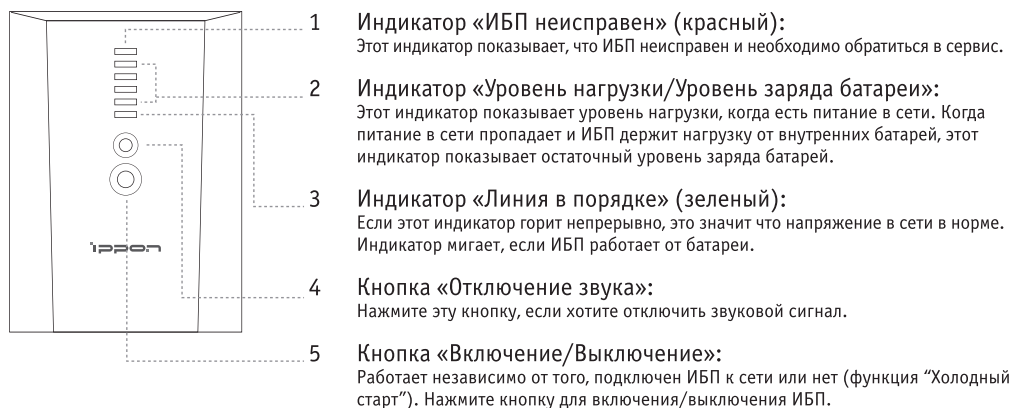 1 Индикатор «ИБП неисправен» (красный):
Этот индикатор показывает, что ИБП неисправен и необходимо обратиться в сервис.
2 Индикатор «Уровень нагрузки/Уровень заряда батареи»:
Этот индикатор показывает уровень нагрузки, когда есть питание в сети. Когда
питание в сети пропадает и ИБП держит нагрузку от внутренних батарей, этот
индикатор показывает остаточный уровень заряда батарей.
3 Индикатор «Линия в порядке» (зеленый):
Если этот индикатор горит непрерывно, это значит что напряжение в сети в норме.
Индикатор мигает, если ИБП работает от батареи.
ippon
4 Кнопка «Отключение звука»:
Нажмите эту кнопку, если хотите отключить звуковой сигнал.
5 Кнопка «Включение/Выключение»:
Работает независимо от того, подключен ИБП к сети или нет (функция “Холодный
старт”). Нажмите кнопку для включения/выключения ИБП.